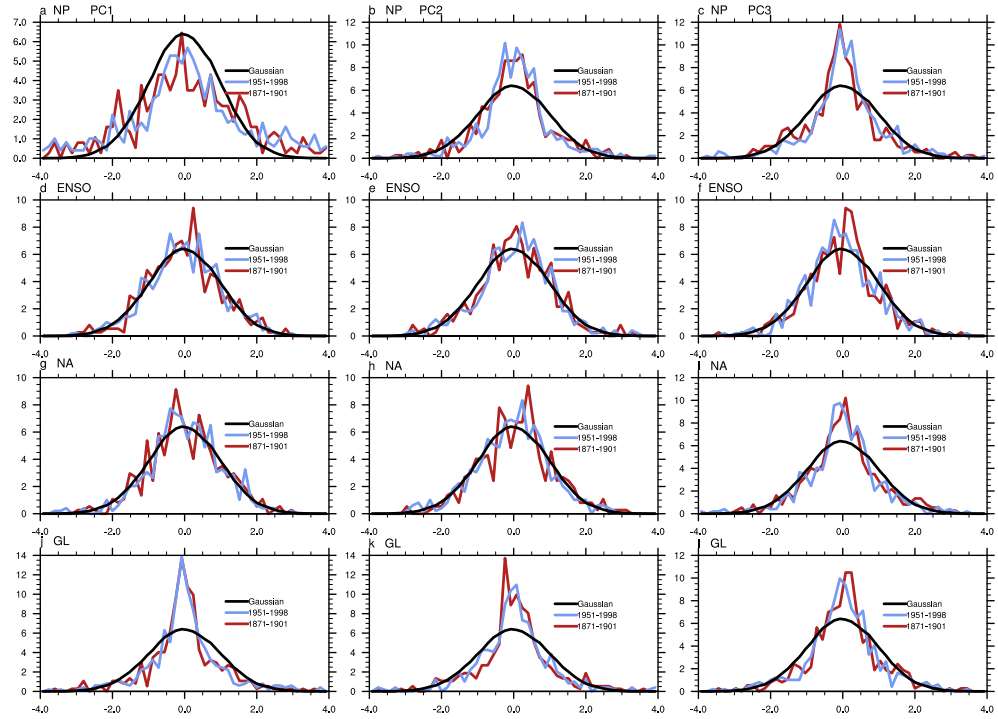 a NP PC1
7.0
6.0
5.0
4.0
3.0
2.0
1.0
0.0
Gaussian
1951-1998
1871-1901
-4.0 -2.0 0.0 2.0 4.0
b NP PC2
12
10
8
6
4
2
0
Gaussian
1951-1998
1871-1901
-4.0 -2.0 0.0 2.0 4.0
c NP PC3
12
10
8
6
4
2
0
Gaussian
1951-1998
1871-1901
-4.0 -2.0 0.0 2.0 4.0
d ENSO
10
8
6
4
2
0
Gaussian
1951-1998
1871-1901
-4.0 -2.0 0.0 2.0 4.0
e ENSO
10
8
6
4
2
0
Gaussian
1951-1998
1871-1901
-4.0 -2.0 0.0 2.0 4.0
f ENSO
10
8
6
4
2
0
Gaussian
1951-1998
1871-1901
-4.0 -2.0 0.0 2.0 4.0
g NA
10
8
6
4
2
0
Gaussian
1951-1998
1871-1901
-4.0 -2.0 0.0 2.0 4.0
h NA
10
8
6
4
2
0
Gaussian
1951-1998
1871-1901
-4.0 -2.0 0.0 2.0 4.0
i NA
12
10
8
6
4
2
0
Gaussian
1951-1998
1871-1901
-4.0 -2.0 0.0 2.0 4.0
j GL
14
12
10
8
6
4
2
0
Gaussian
1951-1998
1871-1901
-4.0 -2.0 0.0 2.0 4.0
k GL
14
12
10
8
6
4
2
0
Gaussian
1951-1998
1871-1901
-4.0 -2.0 0.0 2.0 4.0
l GL
12
10
8
6
4
2
0
Gaussian
1951-1998
1871-1901
-4.0 -2.0 0.0 2.0 4.0